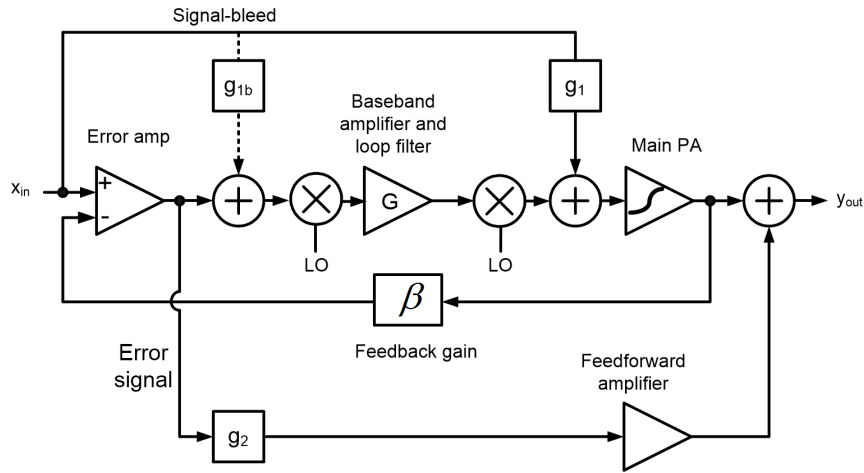 Signal-bleed
g1b
g1
Baseband
amplifier and
loop filter
Error amp
Main PA
xin
+
-
+
G
+
+
yout
LO
LO
β
Feedback gain
Error
signal
Feedforward
amplifier
g2